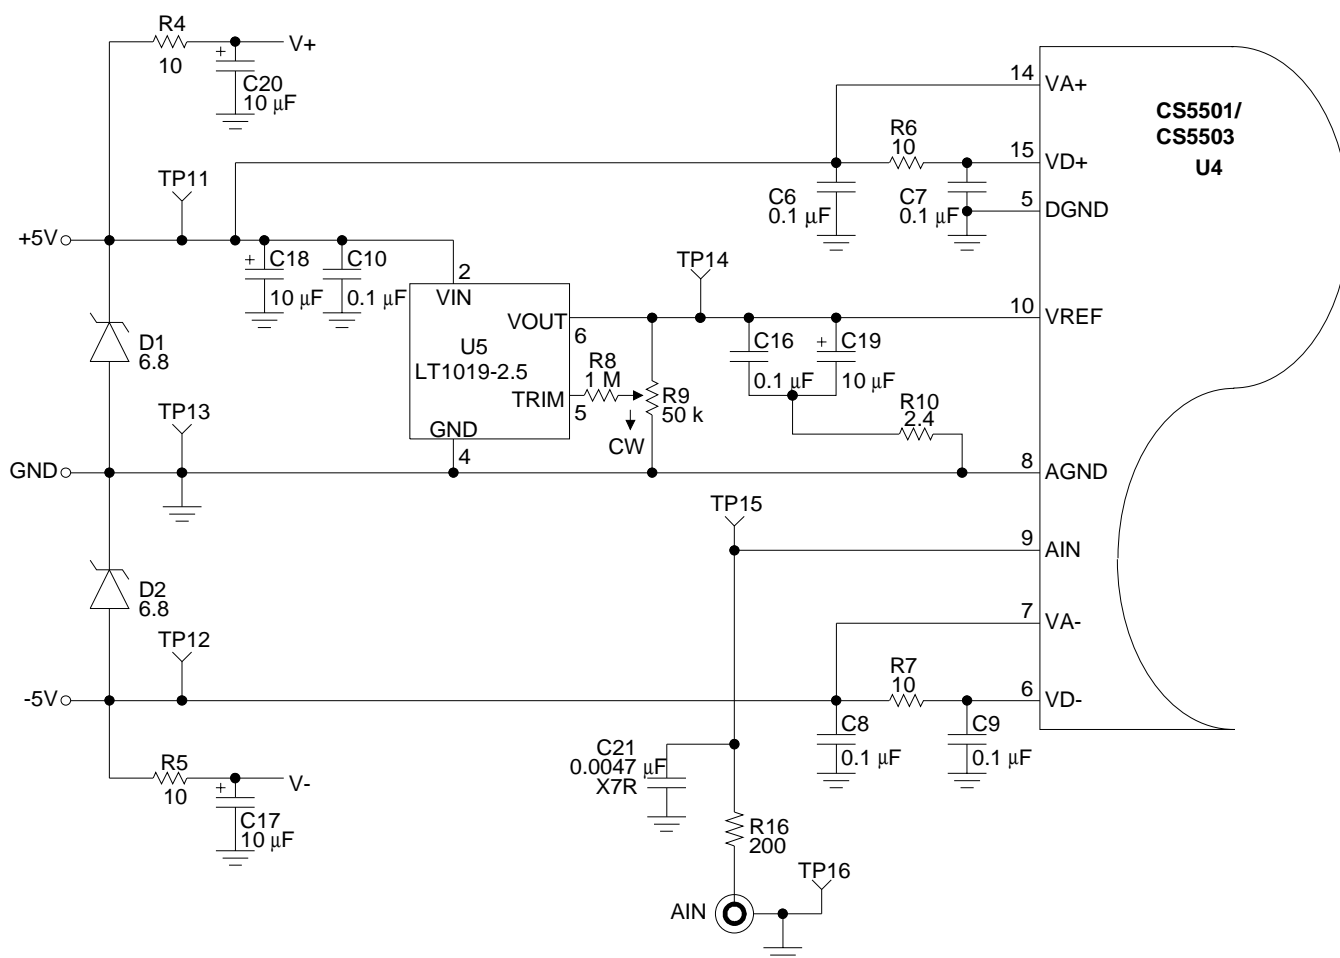 R4
10
V+
+
C20
10 µF
14
VA+
CS5501/
CS5503
U4
R6
10
15
VD+
TP11
C6
0.1 µF
C7
0.1 µF
5
DGND
+5V
+
C18
10 µF
C10
0.1 µF
2
VIN
TP14
VOUT
6
10
VREF
U5
LT1019-2.5
D1
6.8
R8
1 M
C16
0.1 µF
+
C19
10 µF
TRIM
5
R9
50 k
R10
2.4
TP13
GND
CW
GND
4
8
AGND
TP15
9
AIN
D2
6.8
7
VA-
TP12
R7
10
-5V
6
VD-
C8
0.1 µF
C9
0.1 µF
R5
10
V-
+
C17
10 µF
C21
0.0047 µF
X7R
R16
200
TP16
AIN